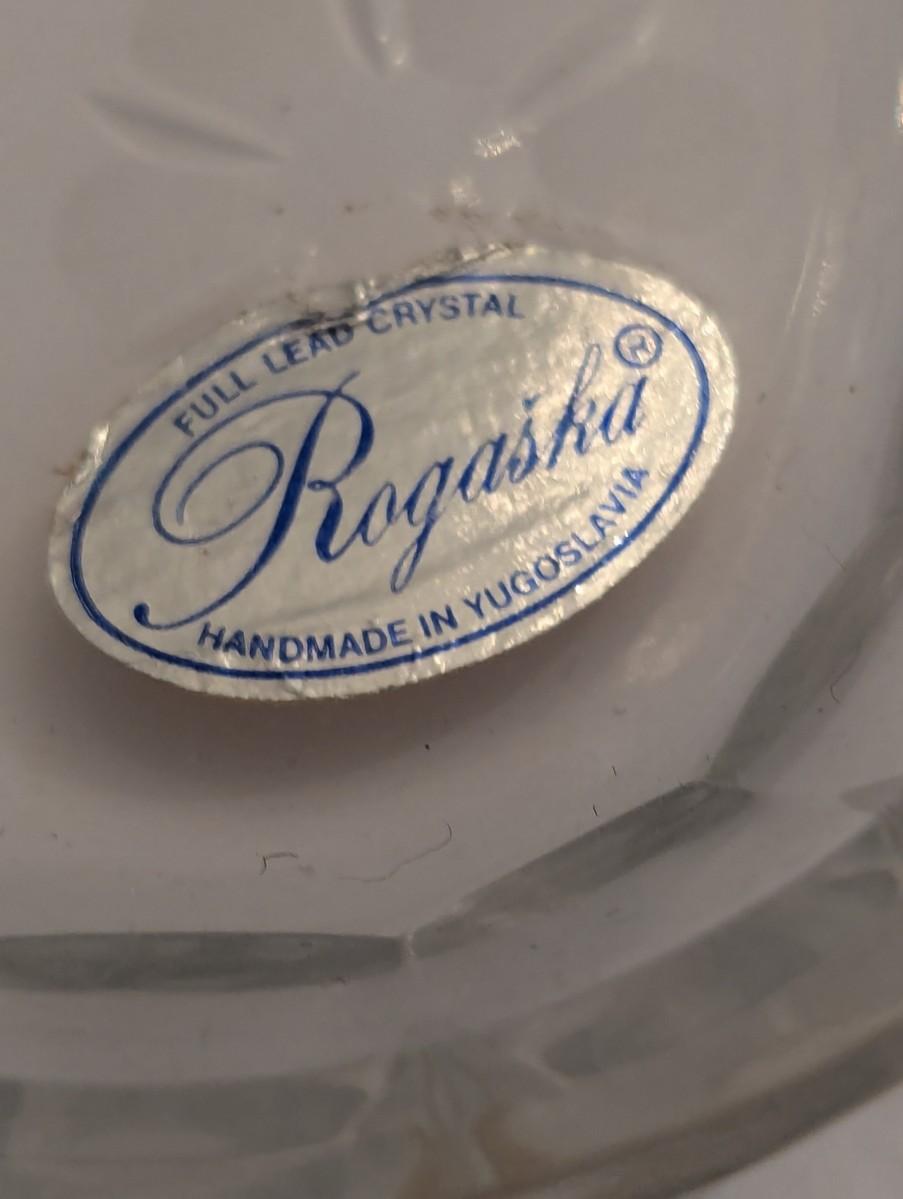 FULL LEAD CRYSTAL
Rogaška®
HANDMADE IN YUGOSLAVIA